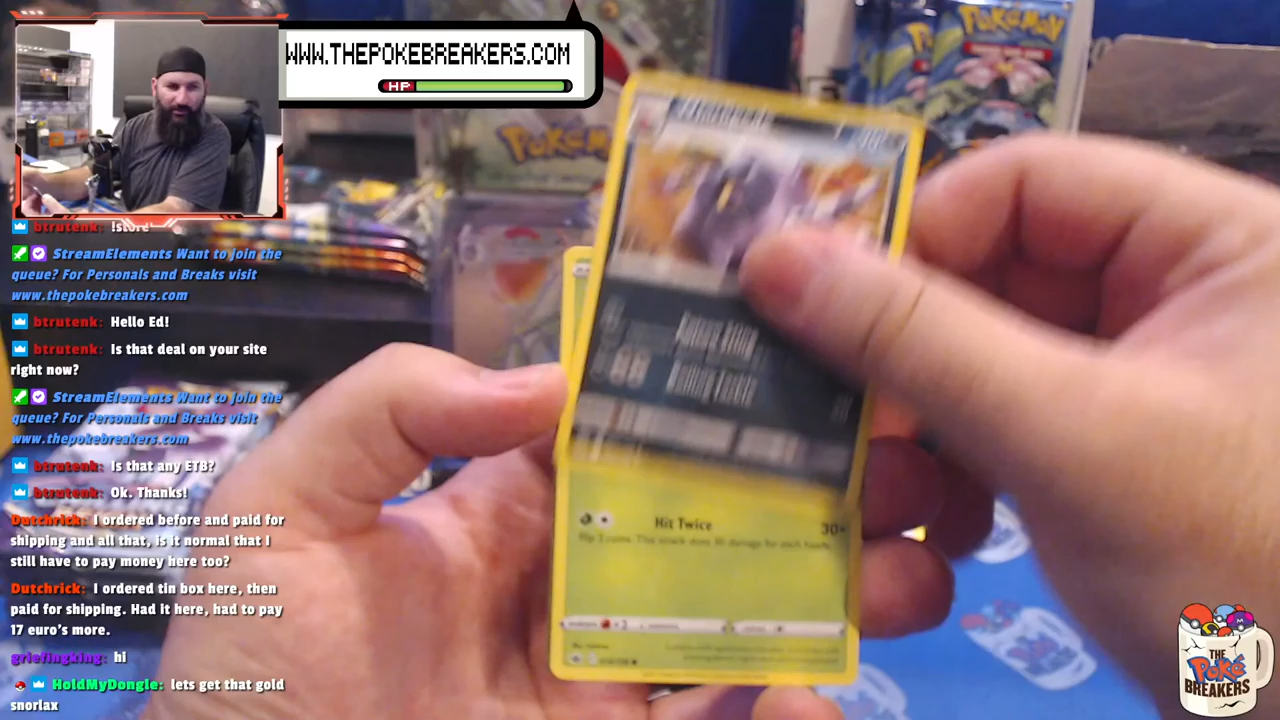 WWW.THEPOKEBREAKERS.COM
HP
btrutenk: !store
StreamElements Want to join the
queue? For Personals and Breaks visit
www.thepokebreakers.com
btrutenk: Hello Ed!
btrutenk: Is that deal on your site
right now?
StreamElements Want to join the
queue? For Personals and Breaks visit
www.thepokebreakers.com
btrutenk: Is that any ETB?
btrutenk: Ok. Thanks!
Dutchrick: I ordered before and paid for
shipping and all that, is it normal that I
still have to pay money here too?
Dutchrick: I ordered tin box here, then
paid for shipping. Had it here, had to pay
17 euro's more.
griefingking: hi
HoldMyDongle: lets get that gold
snorlax
POKÉMON
POKÉMON
Hit Twice 30×
THE
Poké
BREAKERS